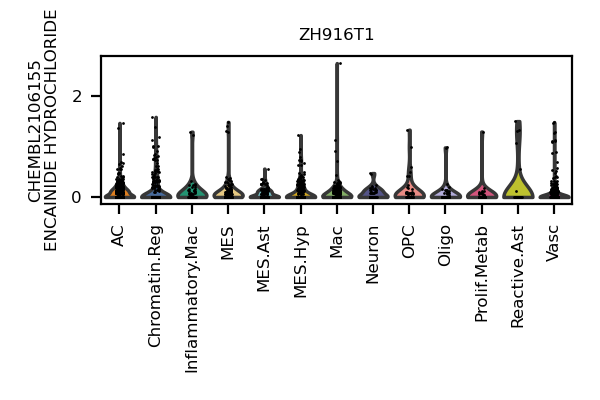 ZH916T1
CHEMBL2106155
ENCAINIDE HYDROCHLORIDE
2
0
AC
Chromatin.Reg
Inflammatory.Mac
MES
MES.Ast
MES.Hyp
Mac
Neuron
OPC
Oligo
Prolif.Metab
Reactive.Ast
Vasc